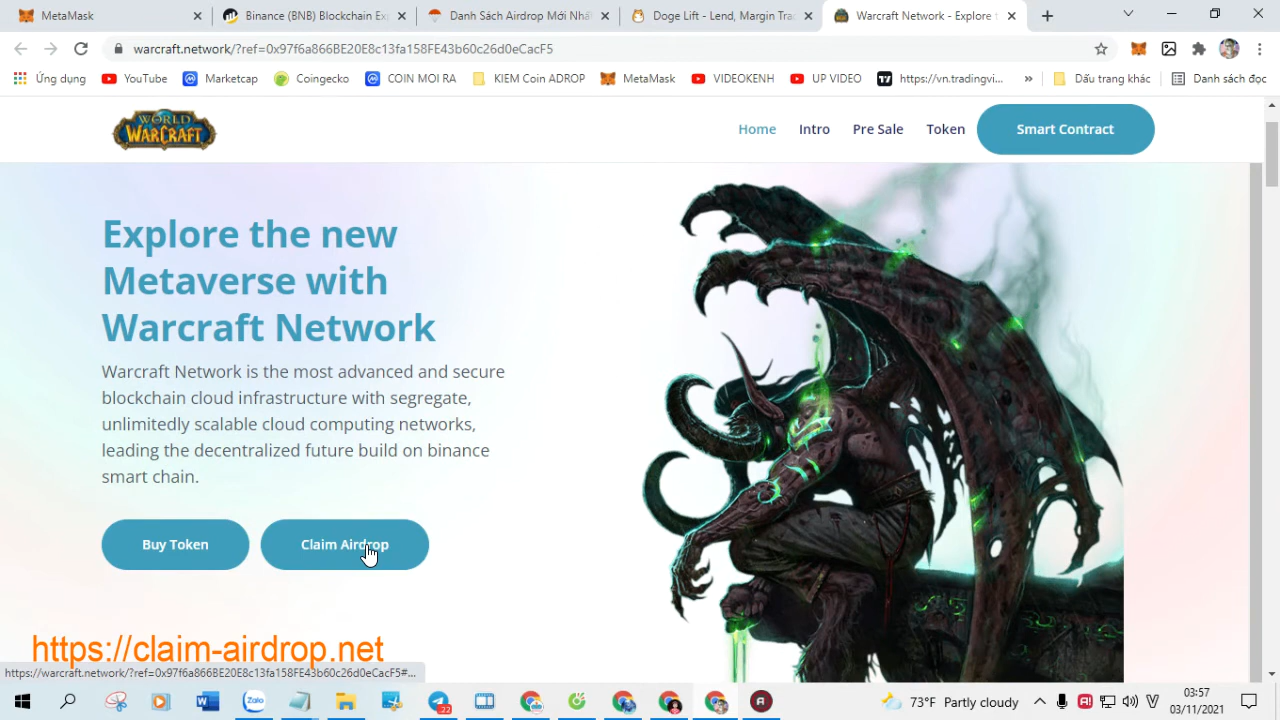 MetaMask
Binance (BNB) Blockchain Exp
Danh Sách Airdrop Mới Nhất
Doge Lift - Lend, Margin Trac
Warcraft Network - Explore t
warcraft.network/?ref=0x97f6a866BE20E8c13fa158FE43b60c26d0eCacF5
Ứng dụng
YouTube
Marketcap
Coingecko
COIN MOI RA
KIEM Coin ADROP
MetaMask
VIDEOKENH
UP VIDEO
https://vn.tradingvi...
»
Dấu trang khác
Danh sách đọc
WORLD
WARCRAFT
Home
Intro
Pre Sale
Token
Smart Contract
Explore the new
Metaverse with
Warcraft Network
Warcraft Network is the most advanced and secure
blockchain cloud infrastructure with segregate,
unlimitedly scalable cloud computing networks,
leading the decentralized future build on binance
smart chain.
Buy Token
Claim Airdrop
https://claim-airdrop.net
https://warcraft.network/?ref=0x97f6a866BE20E8c13fa158FE43b60c26d0eCacF5#...
Zalo
22
73°F Partly cloudy
03:57
03/11/2021